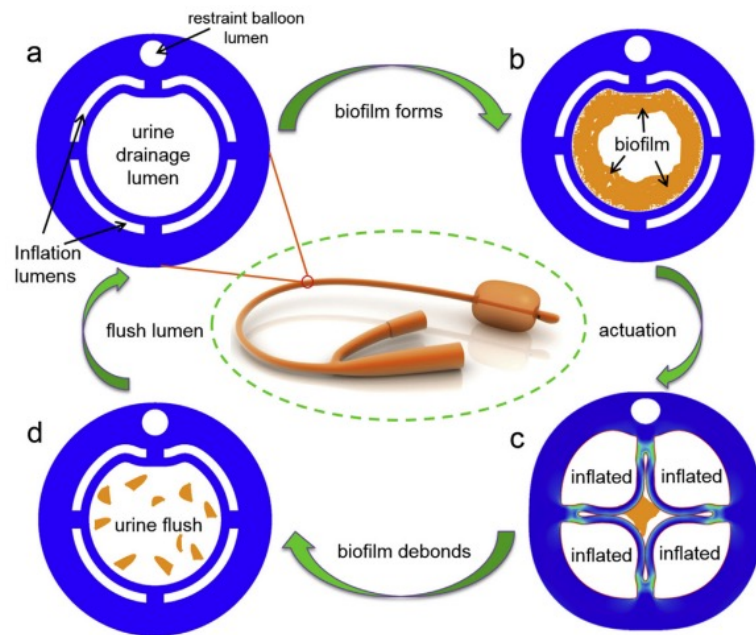 a
restraint balloon
lumen
urine
drainage
lumen
Inflation
lumens
biofilm forms
b
biofilm
actuation
c
inflated
inflated
inflated
inflated
biofilm debonds
d
urine flush
flush lumen